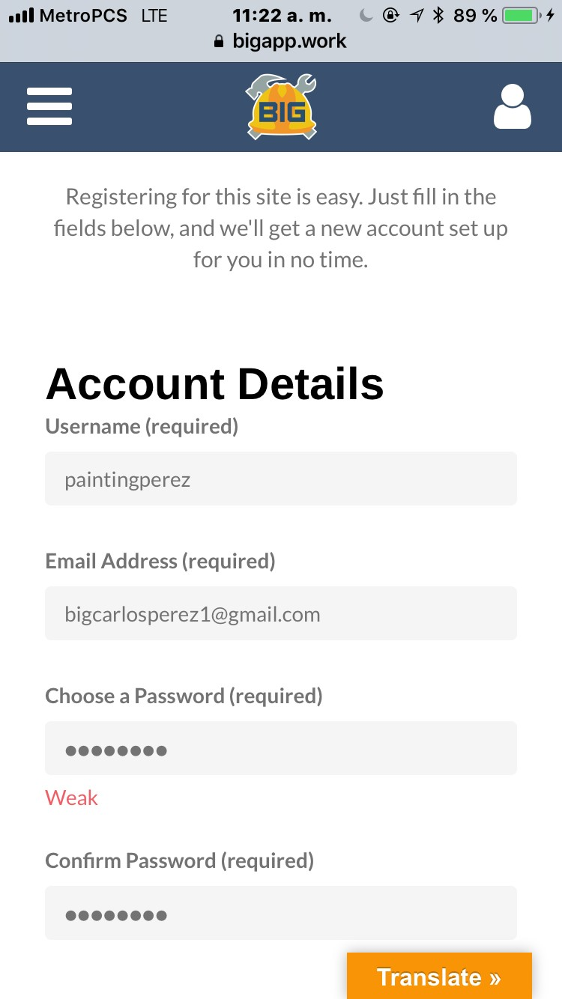 MetroPCS LTE 11:22 a. m. 89 %
bigapp.work
BIG
Registering for this site is easy. Just fill in the
fields below, and we'll get a new account set up
for you in no time.
Account Details
Username (required)
paintingperez
Email Address (required)
bigcarlosperez1@gmail.com
Choose a Password (required)
●●●●●●●●
Weak
Confirm Password (required)
●●●●●●●●
Translate »